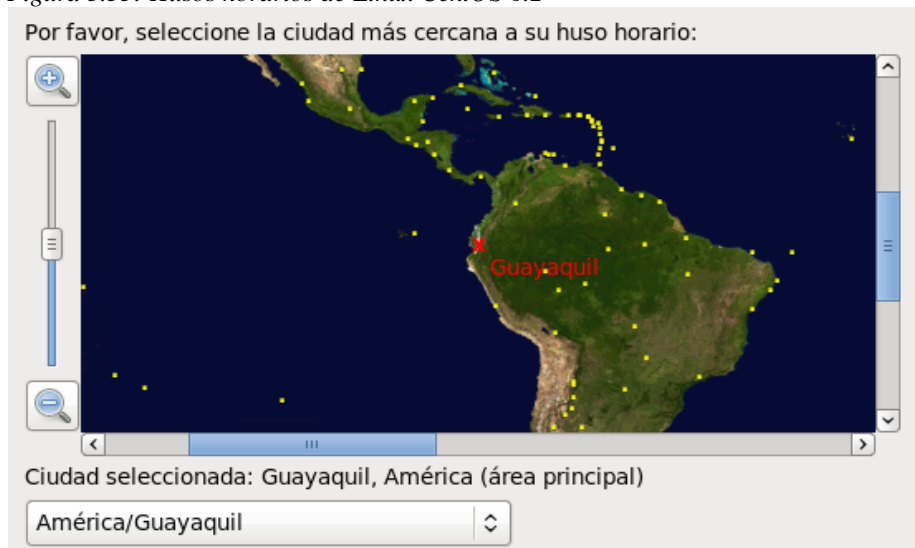 Por favor, seleccione la ciudad más cercana a su huso horario:
Guayaquil
Ciudad seleccionada: Guayaquil, América (área principal)
América/Guayaquil